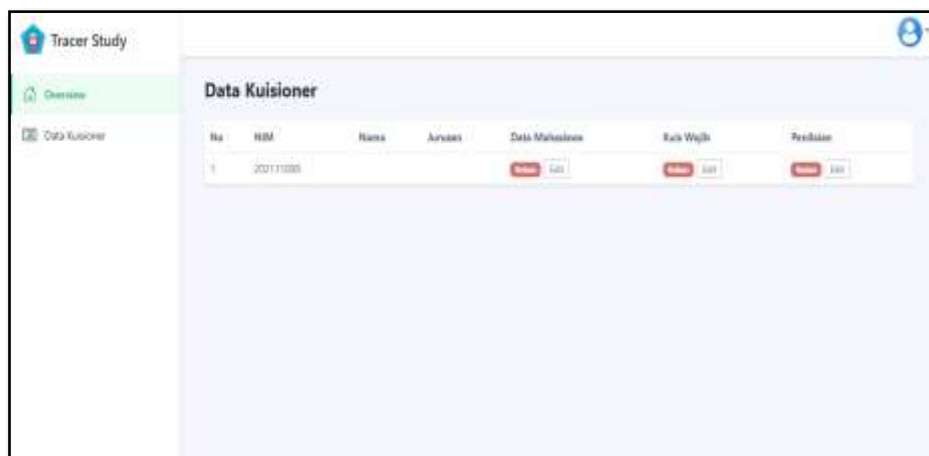 Tracer Study
Overview
Data Kuisioner
Data Kuisioner
No NIM Nama Jurusan Data Mahasiswa Kuis Wajib Penilaian
1 Edit Edit Edit